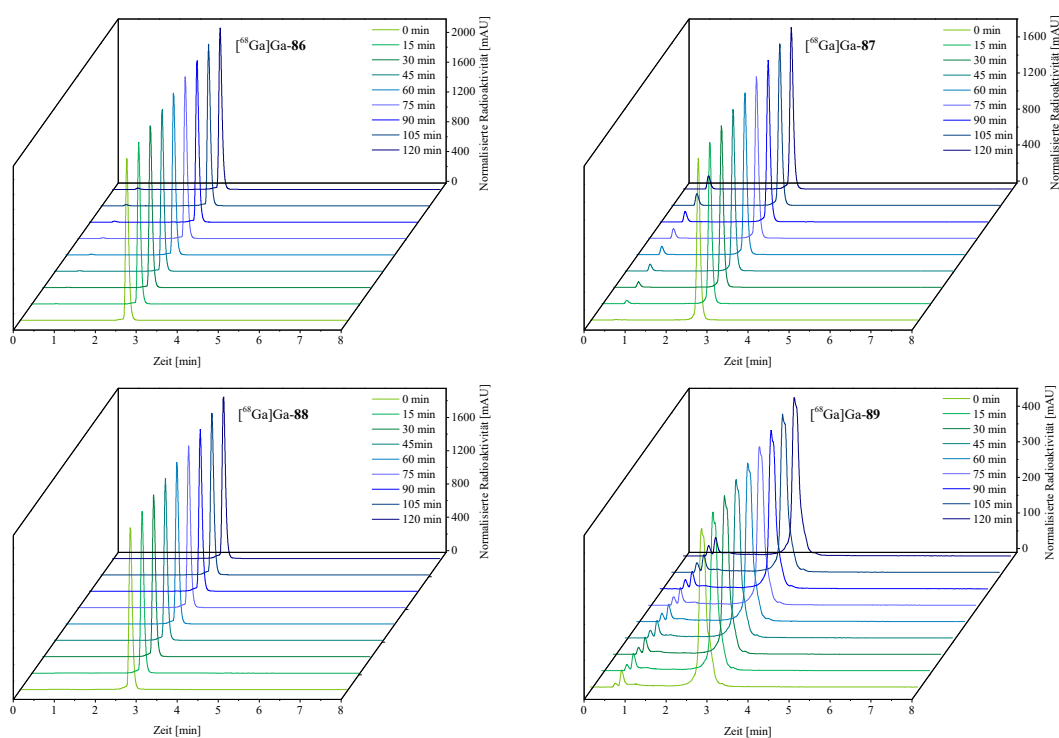 [⁶⁸Ga]Ga-86
0 min
15 min
30 min
45 min
60 min
75 min
90 min
105 min
120 min
2000
1600
1200
800
400
0
Normalisierte Radioaktivität [mAU]
0 1 2 3 4 5 6 7 8
Zeit [min]
[⁶⁸Ga]Ga-87
0 min
15 min
30 min
45 min
60 min
75 min
90 min
105 min
120 min
1600
1200
800
400
0
Normalisierte Radioaktivität [mAU]
0 1 2 3 4 5 6 7 8
Zeit [min]
[⁶⁸Ga]Ga-88
0 min
15 min
30 min
45min
60 min
75 min
90 min
105 min
120 min
1600
1200
800
400
0
Normalisierte Radioaktivität [mAU]
0 1 2 3 4 5 6 7 8
Zeit [min]
[⁶⁸Ga]Ga-89
0 min
15 min
30 min
45 min
60 min
75 min
90 min
105 min
120 min
400
300
200
100
0
Normalisierte Radioaktivität [mAU]
0 1 2 3 4 5 6 7 8
Zeit [min]